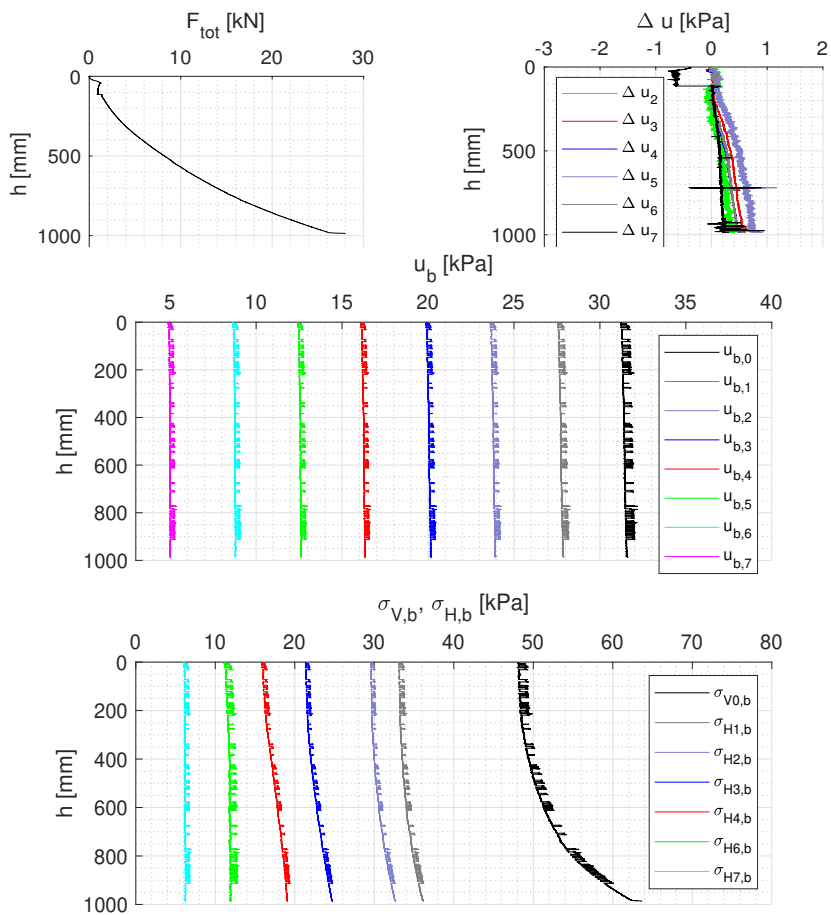 F_tot [kN]
0 10 20 30
0
500
1000
h [mm]
Δ u [kPa]
-3 -2 -1 0 1 2
0
500
1000
h [mm]
Δ u_2
Δ u_3
Δ u_4
Δ u_5
Δ u_6
Δ u_7
u_b [kPa]
5 10 15 20 25 30 35 40
0
200
400
600
800
1000
h [mm]
u_b,0
u_b,1
u_b,2
u_b,3
u_b,4
u_b,5
u_b,6
u_b,7
σ_V,b, σ_H,b [kPa]
0 10 20 30 40 50 60 70 80
0
200
400
600
800
1000
h [mm]
σ_V0,b
σ_H1,b
σ_H2,b
σ_H3,b
σ_H4,b
σ_H6,b
σ_H7,b